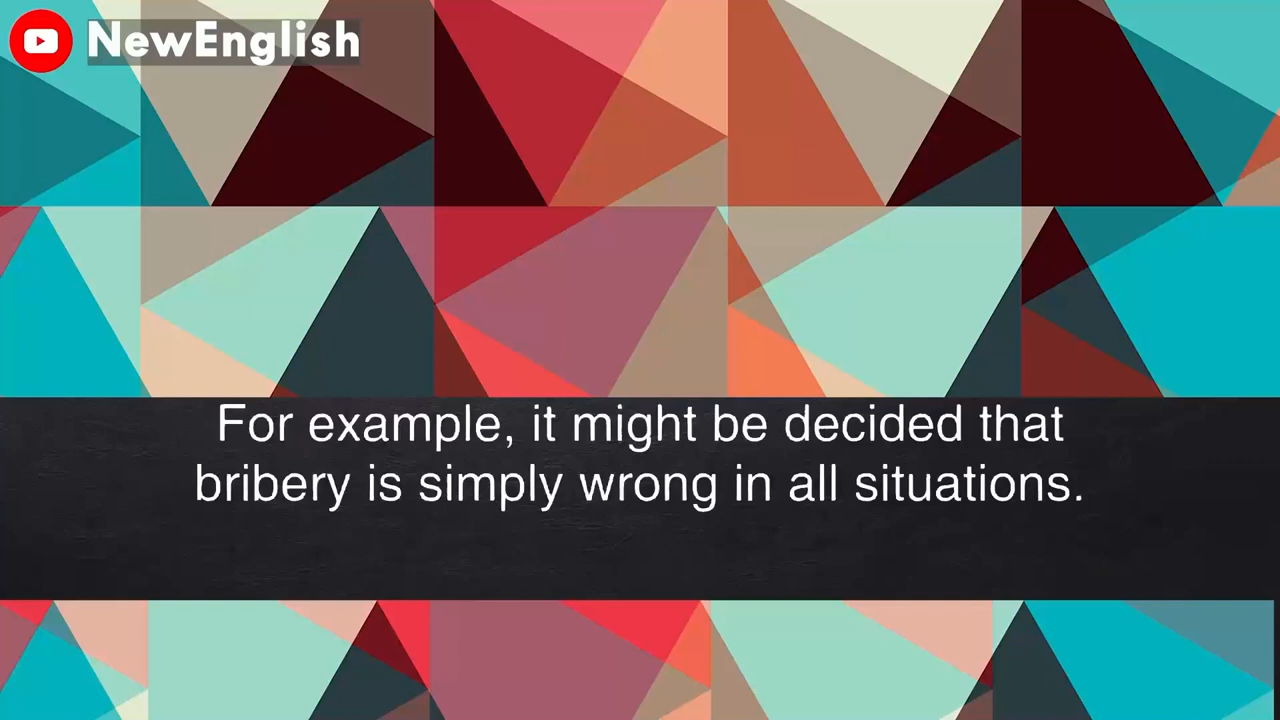 NewEnglish
For example, it might be decided that
bribery is simply wrong in all situations.